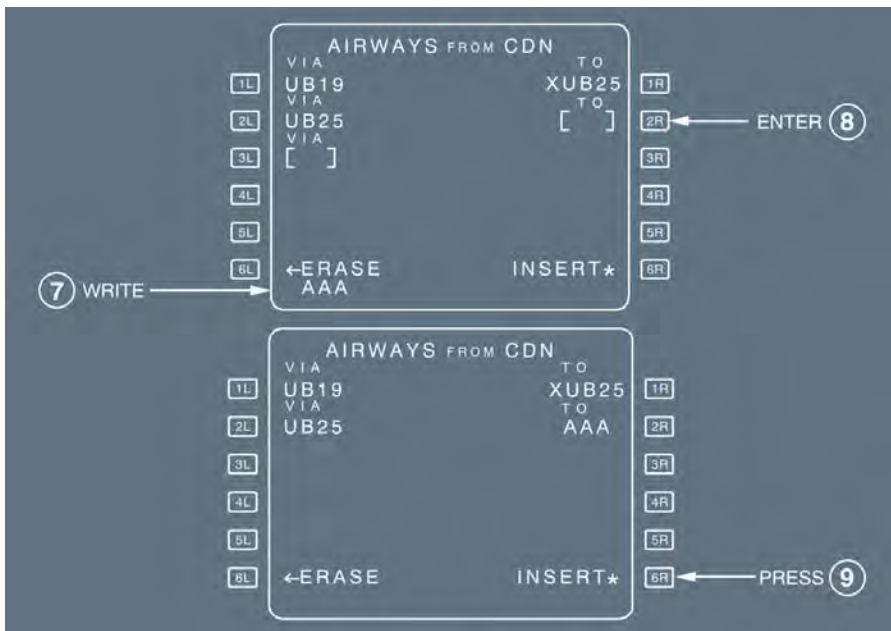 AIRWAYS FROM CDN
VIA TO
1L UB19 XUB25 1R
VIA TO
2L UB25 [ ] 2R ENTER 8
VIA
3L [ ] 3R
4L 4R
5L 5R
6L ←ERASE INSERT* 6R
7 WRITE AAA
AIRWAYS FROM CDN
VIA TO
1L UB19 XUB25 1R
VIA TO
2L UB25 AAA 2R
3L 3R
4L 4R
5L 5R
6L ←ERASE INSERT* 6R PRESS 9